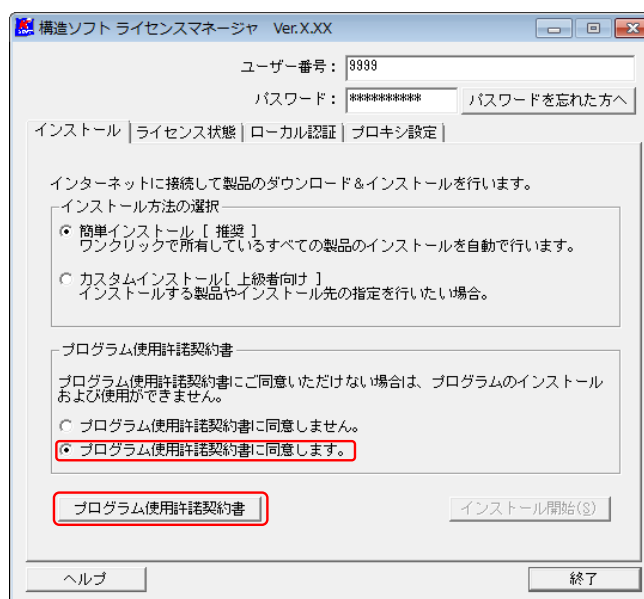 構造ソフト ライセンスマネージャ Ver.X.XX
ユーザー番号： 9999
パスワード： ********** パスワードを忘れた方へ
インストール ライセンス状態 ローカル認証 プロキシ設定
インターネットに接続して製品のダウンロード＆インストールを行います。
インストール方法の選択
簡単インストール [ 推奨 ]
ワンクリックで所有しているすべての製品のインストールを自動で行います。
カスタムインストール[ 上級者向け ]
インストールする製品やインストール先の指定を行いたい場合。
プログラム使用許諾契約書
プログラム使用許諾契約書にご同意いただけない場合は、プログラムのインストール
および使用ができません。
プログラム使用許諾契約書に同意しません。
プログラム使用許諾契約書に同意します。
プログラム使用許諾契約書 インストール開始(S)
ヘルプ 終了